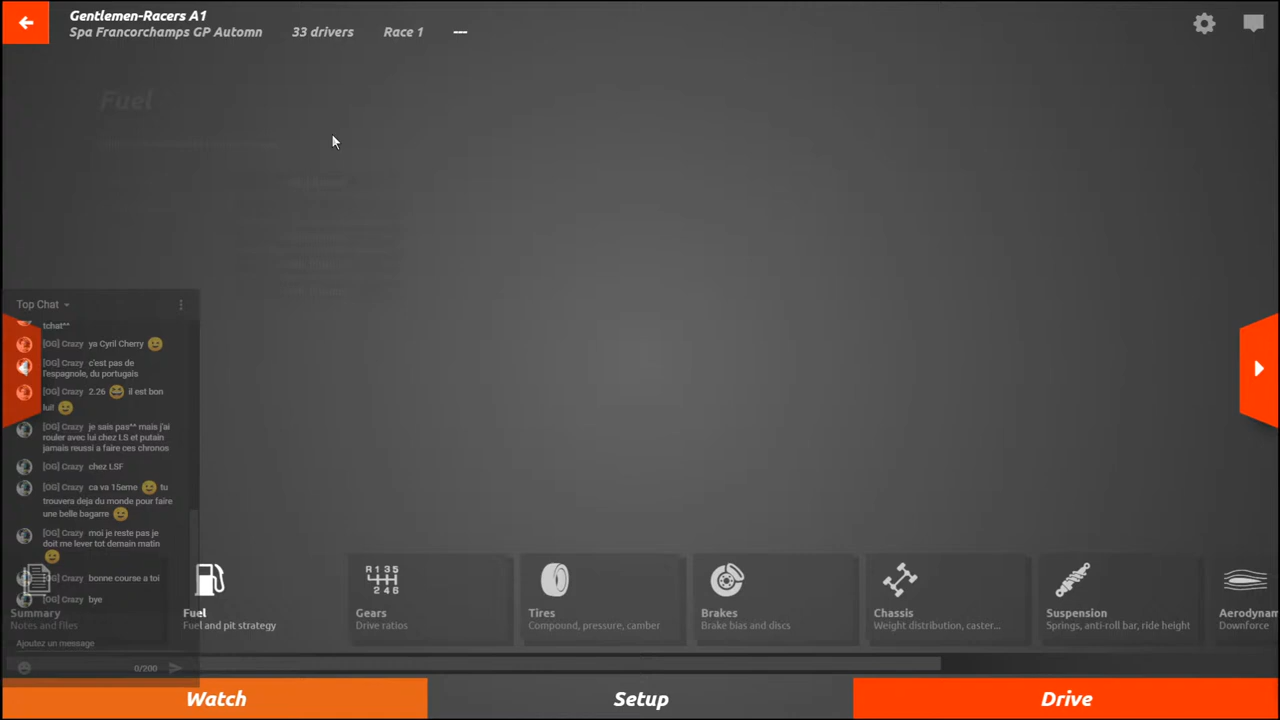 Gentlemen-Racers A1
Spa Francorchamps GP Automn 33 drivers Race 1 ---
Fuel
Top Chat
tchat**
[OG] Crazy ya Cyril Cherry
[OG] Crazy c'est pas de
l'espagnole, du portugais
[OG] Crazy 2.26 il est bon
lui!
[OG] Crazy je sais pas** mais j'ai
rouler avec lui chez LS et putain
jamais reussi a faire ces chronos
[OG] Crazy chez LSF
[OG] Crazy ca va 15eme tu
trouvera deja du monde pour faire
une belle bagarre
[OG] Crazy moi je reste pas je
doit me lever tot demain matin
[OG] Crazy bonne course a toi
[OG] Crazy bye
Ajoutez un message
0/200
Summary
Notes and files
Fuel
Fuel and pit strategy
R 1 3 5
2 4 6
Gears
Drive ratios
Tires
Compound, pressure, camber
Brakes
Brake bias and discs
Chassis
Weight distribution, caster...
Suspension
Springs, anti-roll bar, ride height
Aerodynam
Downforce
Watch
Setup
Drive